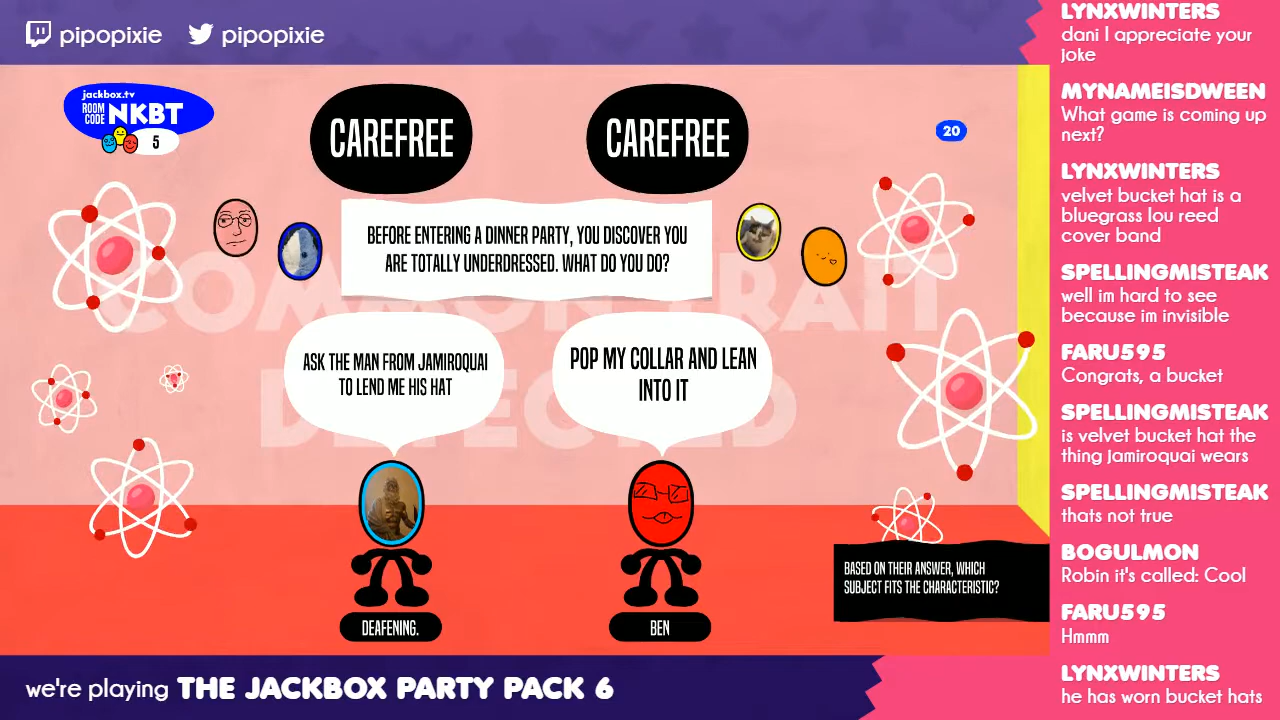 pipopixie
pipopixie
jackbox.tv
ROOM CODE NKBT
5
CAREFREE
CAREFREE
20
BEFORE ENTERING A DINNER PARTY, YOU DISCOVER YOU
ARE TOTALLY UNDERDRESSED. WHAT DO YOU DO?
COMMON TRAIT
DETECTED
ASK THE MAN FROM JAMIROQUAI
TO LEND ME HIS HAT
POP MY COLLAR AND LEAN
INTO IT
DEAFENING.
BEN
BASED ON THEIR ANSWER, WHICH
SUBJECT FITS THE CHARACTERISTIC?
we're playing THE JACKBOX PARTY PACK 6
LYNXWINTERS
dani I appreciate your
joke
MYNAMEISDWEEN
What game is coming up
next?
LYNXWINTERS
velvet bucket hat is a
bluegrass lou reed
cover band
SPELLINGMISTEAK
well im hard to see
because im invisible
FARU595
Congrats, a bucket
SPELLINGMISTEAK
is velvet bucket hat the
thing Jamiroquai wears
SPELLINGMISTEAK
thats not true
BOGULMON
Robin it's called: Cool
FARU595
Hmmm
LYNXWINTERS
he has worn bucket hats